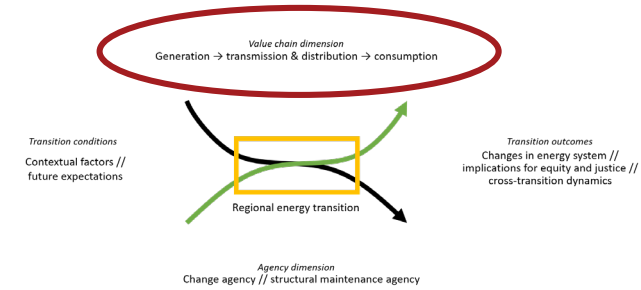 Value chain dimension
Generation → transmission & distribution → consumption
Transition conditions
Contextual factors //
future expectations
Transition outcomes
Changes in energy system //
implications for equity and justice //
cross-transition dynamics
Regional energy transition
Agency dimension
Change agency // structural maintenance agency